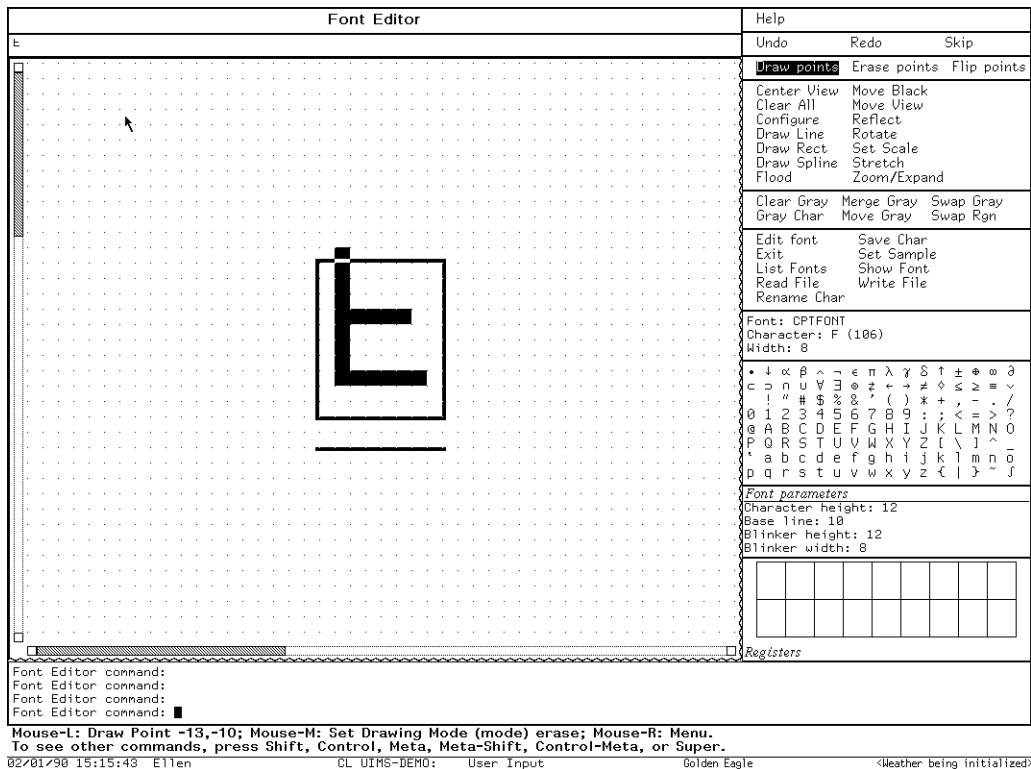 Font Editor
Help
Undo Redo Skip
Draw points Erase points Flip points
Center View Move Black
Clear All Move View
Configure Reflect
Draw Line Rotate
Draw Rect Set Scale
Draw Spline Stretch
Flood Zoom/Expand
Clear Gray Merge Gray Swap Gray
Gray Char Move Gray Swap Rgn
Edit font Save Char
Exit Set Sample
List Fonts Show Font
Read File Write File
Rename Char
Font: CPTFONT
Character: F (106)
Width: 8
· ↓ α β ^ ¬ ε π λ γ δ ↑ ± ⊕ ∞ ∂
⊂ ⊃ ∩ ∪ ∀ ∃ ⊗ ⇄ ← → ≠ ◊ ≤ ≥ ≡ ∨
! " # $ % & ' ( ) * + , - . /
0 1 2 3 4 5 6 7 8 9 : ; < = > ?
@ A B C D E F G H I J K L M N O
P Q R S T U V W X Y Z [ \ ] ^ _
` a b c d e f g h i j k l m n o
p q r s t u v w x y z { | } ~ ∫
Font parameters
Character height: 12
Base line: 10
Blinker height: 12
Blinker width: 8
Registers
Font Editor command:
Font Editor command:
Font Editor command:
Font Editor command:
Mouse-L: Draw Point -13,-10; Mouse-M: Set Drawing Mode (mode) erase; Mouse-R: Menu.
To see other commands, press Shift, Control, Meta, Meta-Shift, Control-Meta, or Super.
02/01/90 15:15:43 Ellen CL UIMS-DEMO: User Input Golden Eagle <Weather being initialized>